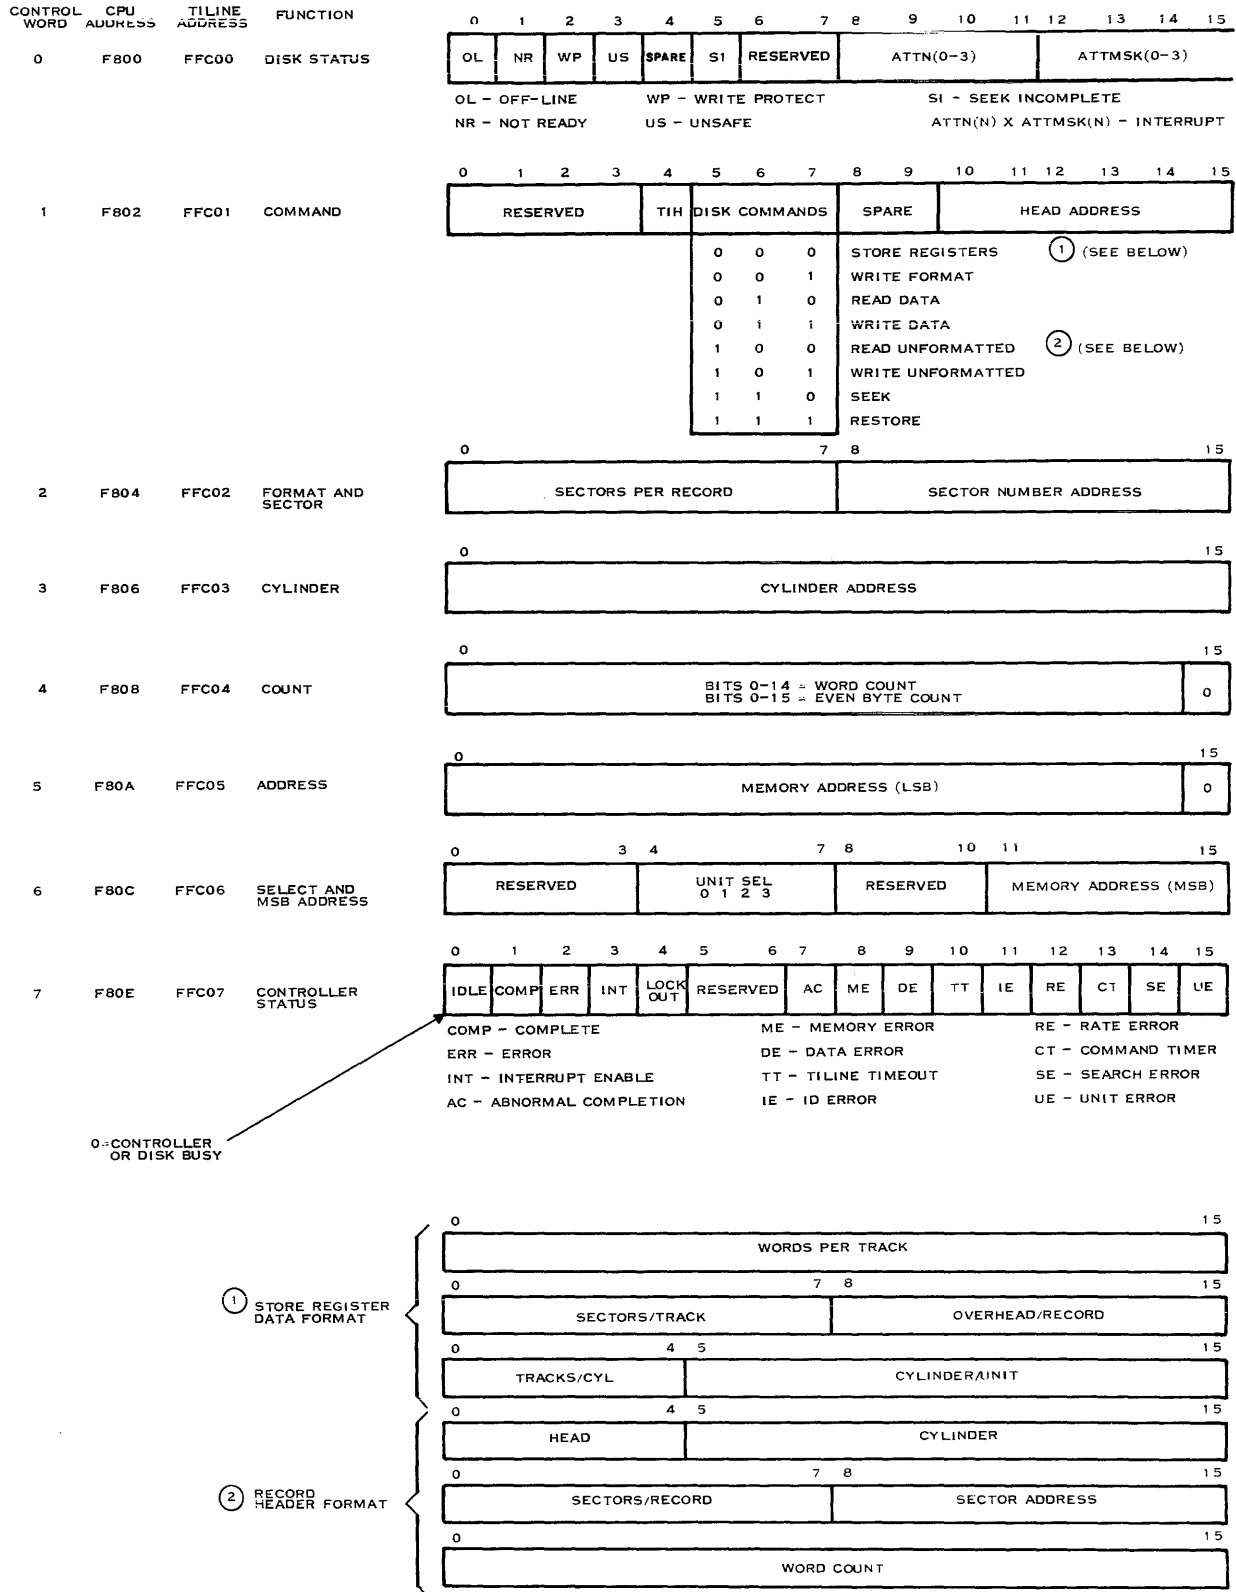 CONTROL WORD CPU ADDRESS TILINE ADDRESS FUNCTION
0 1 2 3 4 5 6 7 8 9 10 11 12 13 14 15
0 F800 FFC00 DISK STATUS OL NR WP US SPARE S1 RESERVED ATTN(0-3) ATTMSK(0-3)
OL - OFF-LINE WP - WRITE PROTECT SI - SEEK INCOMPLETE
NR - NOT READY US - UNSAFE ATTN(N) X ATTMSK(N) - INTERRUPT
0 1 2 3 4 5 6 7 8 9 10 11 12 13 14 15
1 F802 FFC01 COMMAND RESERVED TIH DISK COMMANDS SPARE HEAD ADDRESS
0 0 0 STORE REGISTERS 1 (SEE BELOW)
0 0 1 WRITE FORMAT
0 1 0 READ DATA
0 1 1 WRITE DATA
1 0 0 READ UNFORMATTED 2 (SEE BELOW)
1 0 1 WRITE UNFORMATTED
1 1 0 SEEK
1 1 1 RESTORE
0 7 8 15
2 F804 FFC02 FORMAT AND SECTOR SECTORS PER RECORD SECTOR NUMBER ADDRESS
0 15
3 F806 FFC03 CYLINDER CYLINDER ADDRESS
0 15
4 F808 FFC04 COUNT BITS 0-14 = WORD COUNT
BITS 0-15 = EVEN BYTE COUNT 0
0 15
5 F80A FFC05 ADDRESS MEMORY ADDRESS (LSB) 0
0 3 4 7 8 10 11 15
6 F80C FFC06 SELECT AND MSB ADDRESS RESERVED UNIT SEL 0 1 2 3 RESERVED MEMORY ADDRESS (MSB)
0 1 2 3 4 5 6 7 8 9 10 11 12 13 14 15
7 F80E FFC07 CONTROLLER STATUS IDLE COMP ERR INT LOCK OUT RESERVED AC ME DE TT IE RE CT SE UE
COMP - COMPLETE ME - MEMORY ERROR RE - RATE ERROR
ERR - ERROR DE - DATA ERROR CT - COMMAND TIMER
INT - INTERRUPT ENABLE TT - TILINE TIMEOUT SE - SEARCH ERROR
AC - ABNORMAL COMPLETION IE - ID ERROR UE - UNIT ERROR
0=CONTROLLER
OR DISK BUSY
0 15
WORDS PER TRACK
0 7 8 15
1 STORE REGISTER DATA FORMAT SECTORS/TRACK OVERHEAD/RECORD
0 4 5 15
TRACKS/CYL CYLINDER/UNIT
0 4 5 15
HEAD CYLINDER
0 7 8 15
2 RECORD HEADER FORMAT SECTORS/RECORD SECTOR ADDRESS
0 15
WORD COUNT